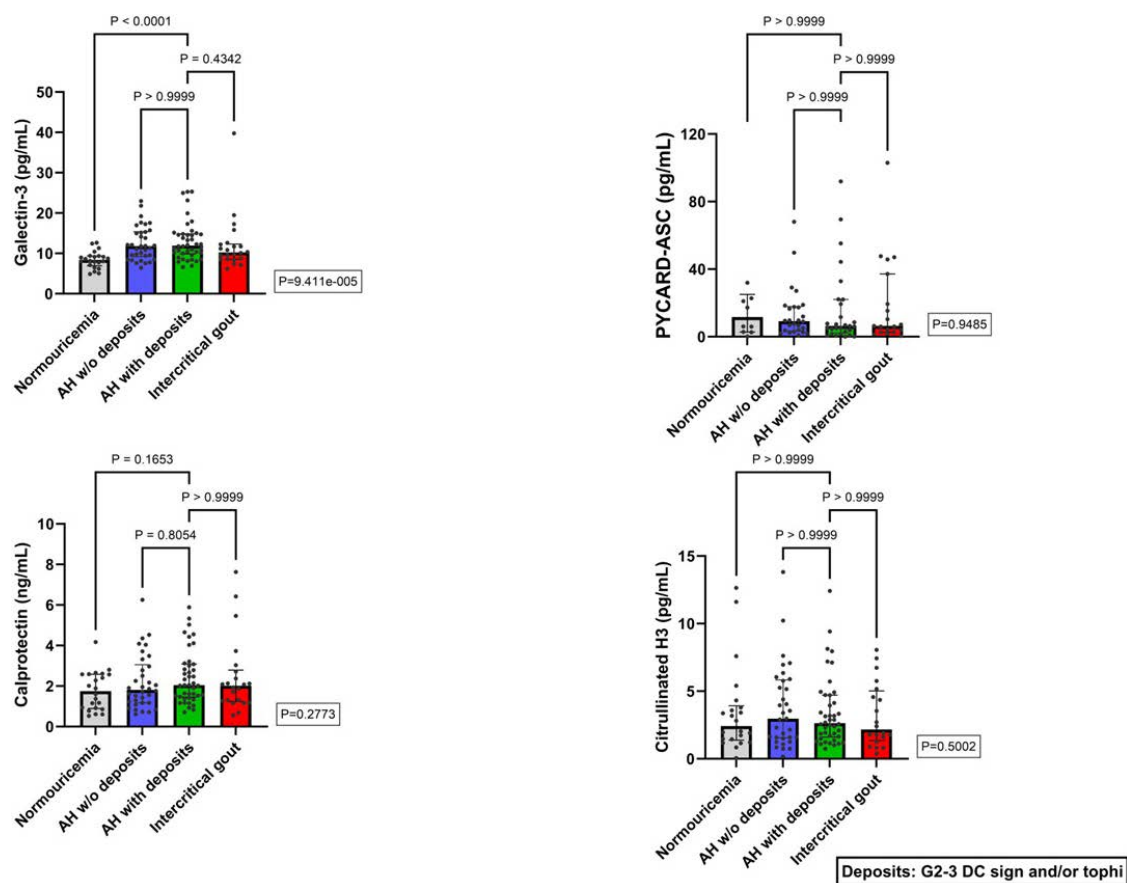 P < 0.0001
P = 0.4342
P > 0.9999
Galectin-3 (pg/mL)
50
40
30
20
10
0
P=9.411e-005
Normouricemia
AH w/o deposits
AH with deposits
Intercritical gout
P > 0.9999
P > 0.9999
P > 0.9999
PYCARD-ASC (pg/mL)
120
80
40
0
P=0.9485
Normouricemia
AH w/o deposits
AH with deposits
Intercritical gout
P = 0.1653
P > 0.9999
P = 0.8054
Calprotectin (ng/mL)
10
8
6
4
2
0
P=0.2773
Normouricemia
AH w/o deposits
AH with deposits
Intercritical gout
P > 0.9999
P > 0.9999
P > 0.9999
Citrullinated H3 (pg/mL)
15
10
5
0
P=0.5002
Normouricemia
AH w/o deposits
AH with deposits
Intercritical gout
Deposits: G2-3 DC sign and/or tophi